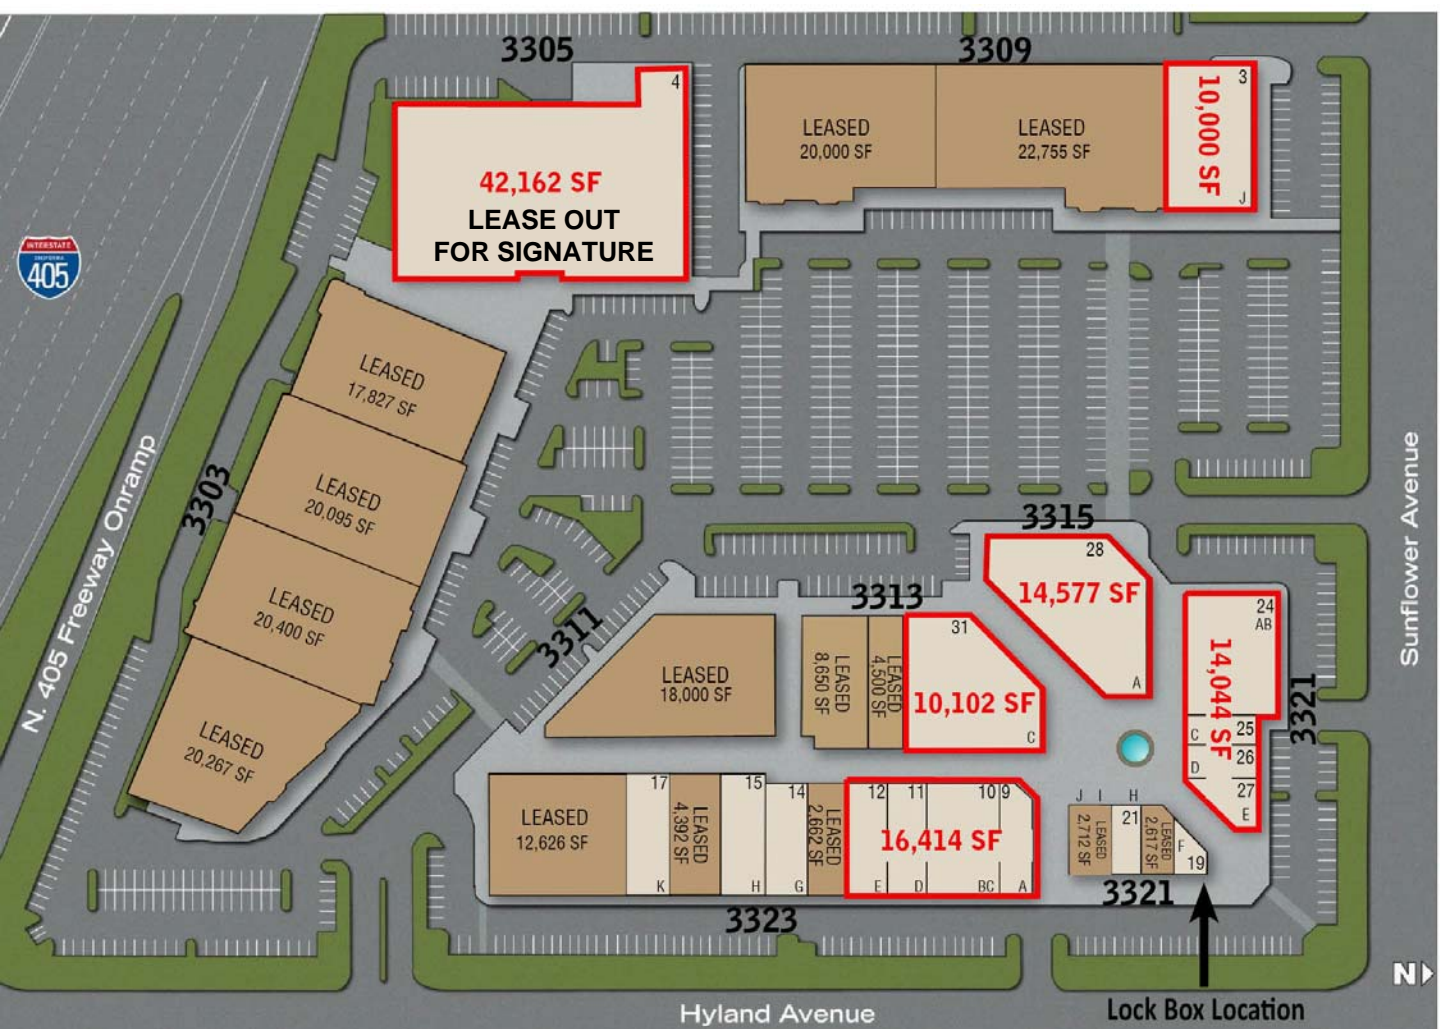 3305
3309
4
3
10,000 SF
J
LEASED
20,000 SF
LEASED
22,755 SF
42,162 SF
LEASE OUT
FOR SIGNATURE
INTERSTATE
CALIFORNIA
405
LEASED
17,827 SF
LEASED
20,095 SF
LEASED
20,400 SF
LEASED
20,267 SF
3303
N. 405 Freeway Onramp
Sunflower Avenue
3315
28
14,577 SF
A
3311
LEASED
18,000 SF
3313
LEASED
8,650 SF
LEASED
4,500 SF
31
10,102 SF
C
24
AB
14,044 SF
25
C
26
D
27
E
3321
LEASED
12,626 SF
17
K
LEASED
4,392 SF
15
H
14
G
LEASED
2,662 SF
12
11
10
9
16,414 SF
E
D
BC
A
J
I
H
LEASED
2,712 SF
21
LEASED
2,617 SF
F
19
3321
3323
N
Lock Box Location
Hyland Avenue